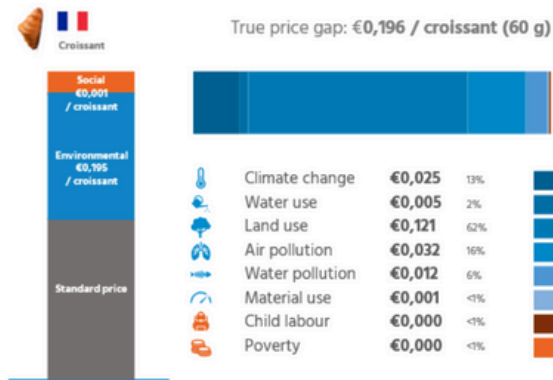 Croissant
True price gap: €0,196 / croissant (60 g)
Social
€0,001
/ croissant
Environmental
€0,195
/ croissant
Standard price
Climate change €0,025 13%
Water use €0,005 2%
Land use €0,121 62%
Air pollution €0,032 16%
Water pollution €0,012 6%
Material use €0,001 <1%
Child labour €0,000 <1%
Poverty €0,000 <1%